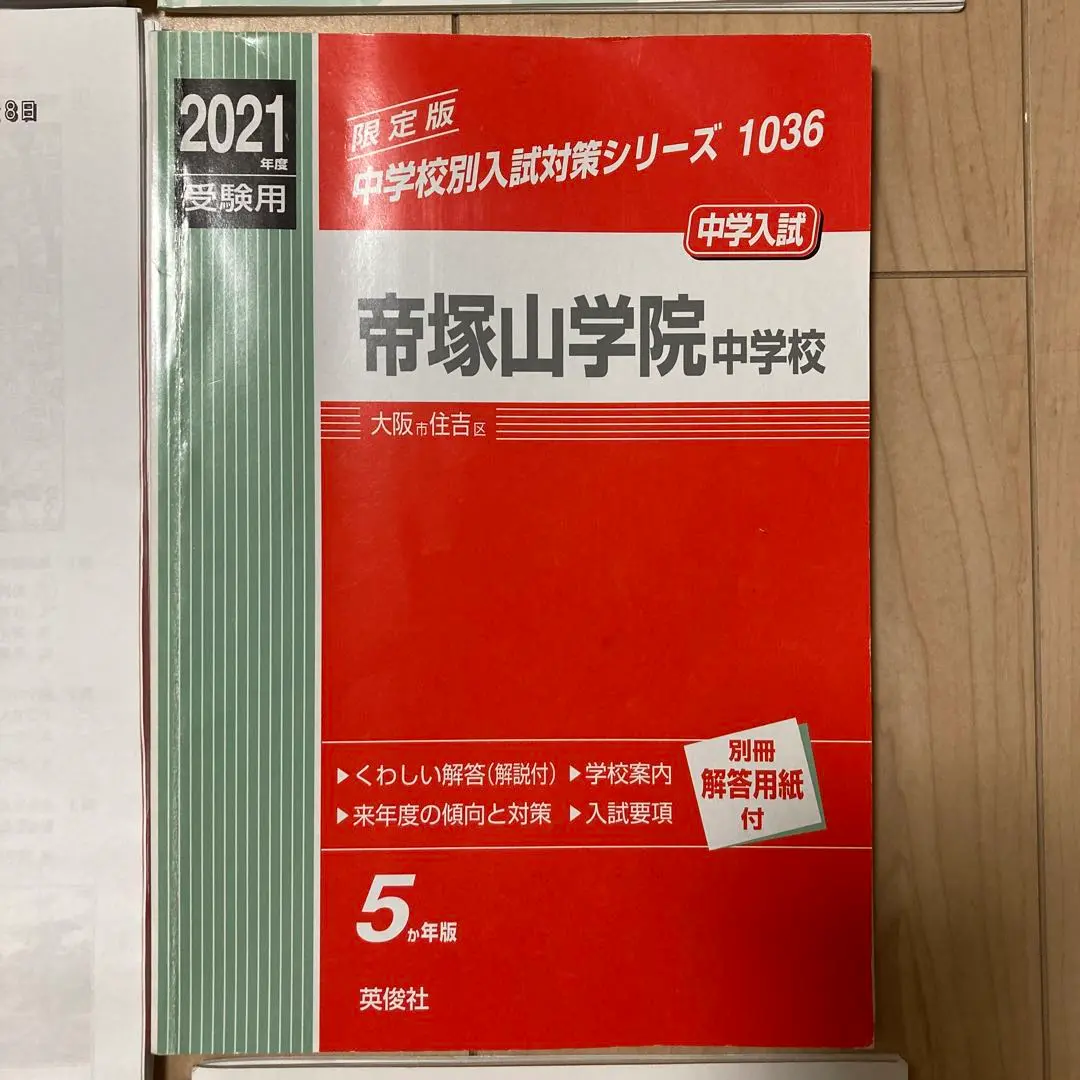 8日
2021
年度
受験用
限定版
中学校別入試対策シリーズ 1036
中学入試
帝塚山学院中学校
大阪市住吉区
▶くわしい解答(解説付) ▶学校案内
▶来年度の傾向と対策 ▶入試要項
別冊
解答用紙
付
5か年版
英俊社